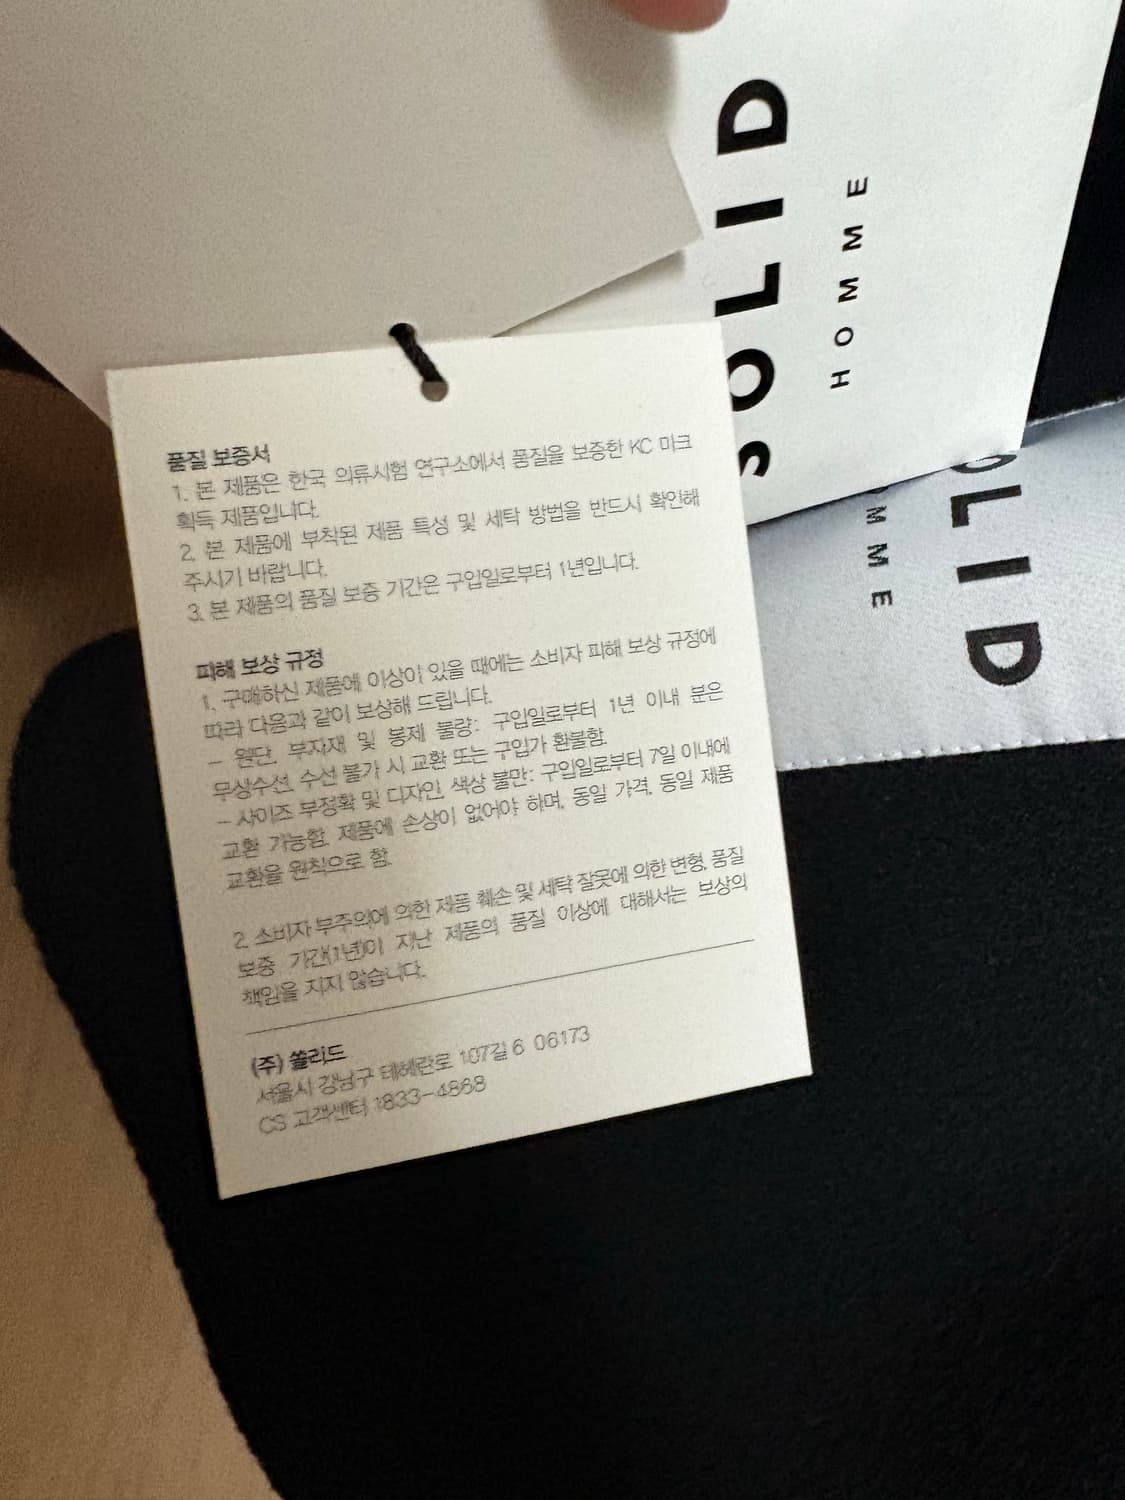 SOLID
HOMME
OLID
OMME
품질 보증서
1. 본 제품은 한국 의류시험 연구소에서 품질을 보증한 KC 마크
획득 제품입니다.
2. 본 제품에 부착된 제품 특성 및 세탁 방법을 반드시 확인해
주시기 바랍니다.
3. 본 제품의 품질 보증 기간은 구입일로부터 1년입니다.
피해 보상 규정
1. 구매하신 제품에 이상이 있을 때에는 소비자 피해 보상 규정에
따라 다음과 같이 보상해 드립니다.
- 원단, 부자재 및 봉제 불량: 구입일로부터 1년 이내 분은
무상수선, 수선 불가 시 교환 또는 구입가 환불함.
- 사이즈 부정확 및 디자인, 색상 불만: 구입일로부터 7일 이내에
교환 가능함. 제품에 손상이 없어야 하며, 동일 가격, 동일 제품
교환을 원칙으로 함.
2. 소비자 부주의에 의한 제품 훼손 및 세탁 잘못에 의한 변형, 품질
보증 기간(1년)이 지난 제품의 품질 이상에 대해서는 보상의
책임을 지지 않습니다.
(주) 쏠리드
서울시 강남구 테헤란로 107길 6 06173
CS 고객센터 1833-4868